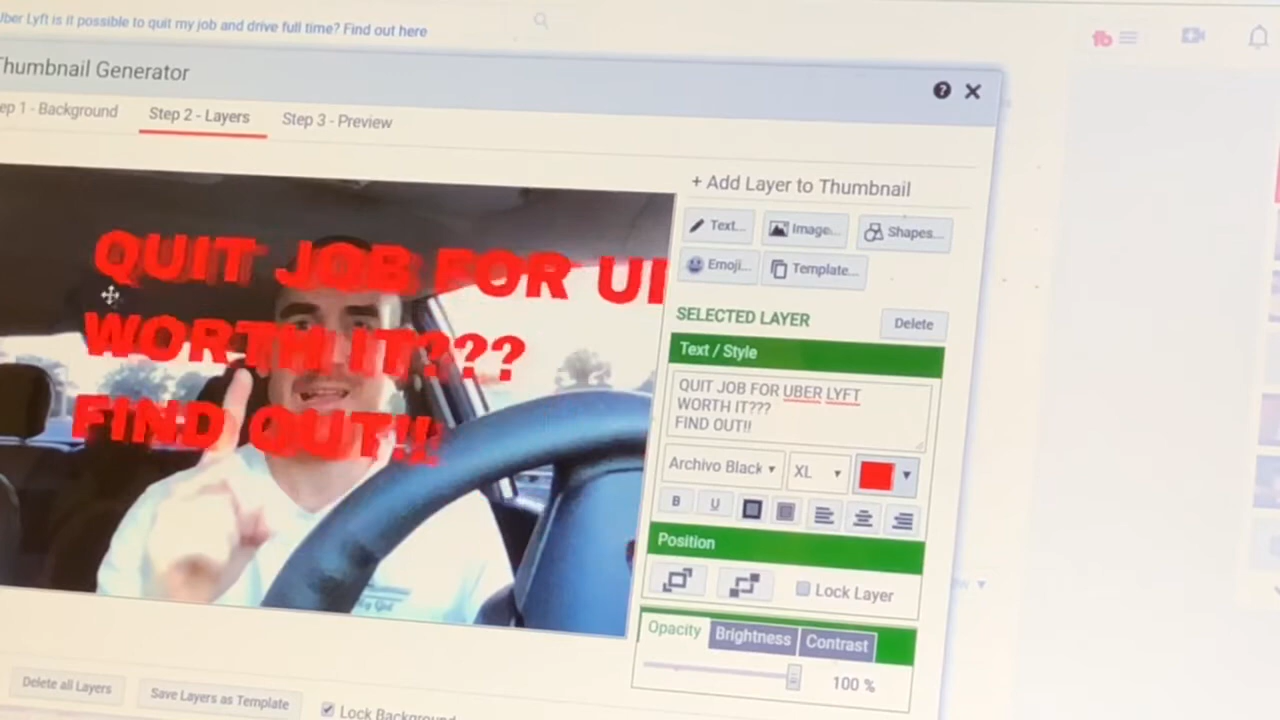 Uber Lyft is it possible to quit my job and drive full time? Find out here
Thumbnail Generator
Step 1 - Background
Step 2 - Layers
Step 3 - Preview
QUIT JOB FOR
WORTH IT???
FIND OUT!!
+ Add Layer to Thumbnail
Text...
Image...
Shapes...
Emoji...
Template...
SELECTED LAYER
Delete
Text / Style
QUIT JOB FOR UBER LYFT
WORTH IT???
FIND OUT!!
Archivo Black
XL
B
U
Position
Lock Layer
Opacity
Brightness
Contrast
100 %
Delete all Layers
Save Layers as Template
Lock Background